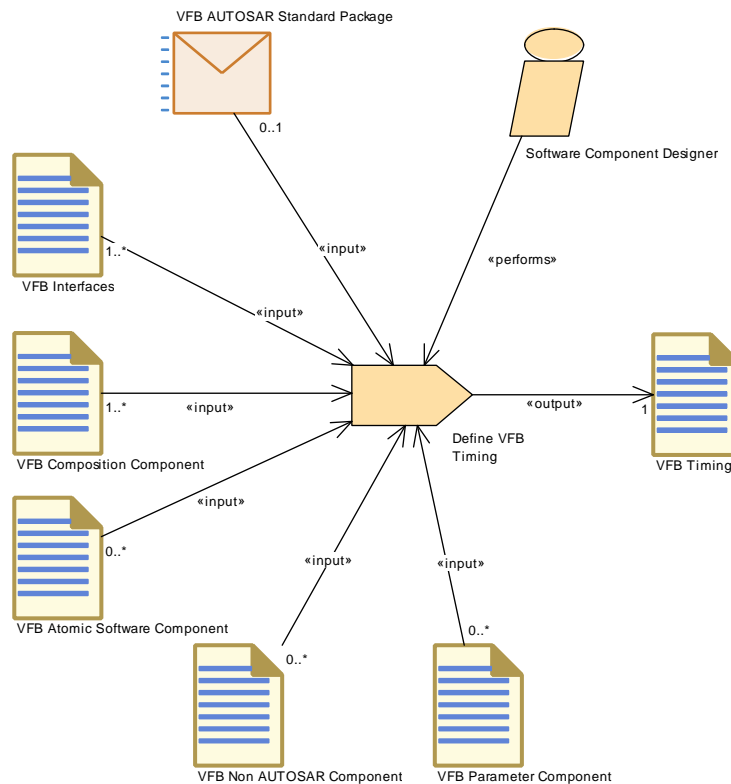 VFB AUTOSAR Standard Package
0..1
Software Component Designer
«input»
«performs»
1..*
VFB Interfaces
«input»
1..*
«input»
VFB Composition Component
«output»
1
Define VFB
Timing
VFB Timing
«input»
0..*
VFB Atomic Software Component
«input»
«input»
0..*
0..*
VFB Non AUTOSAR Component
VFB Parameter Component